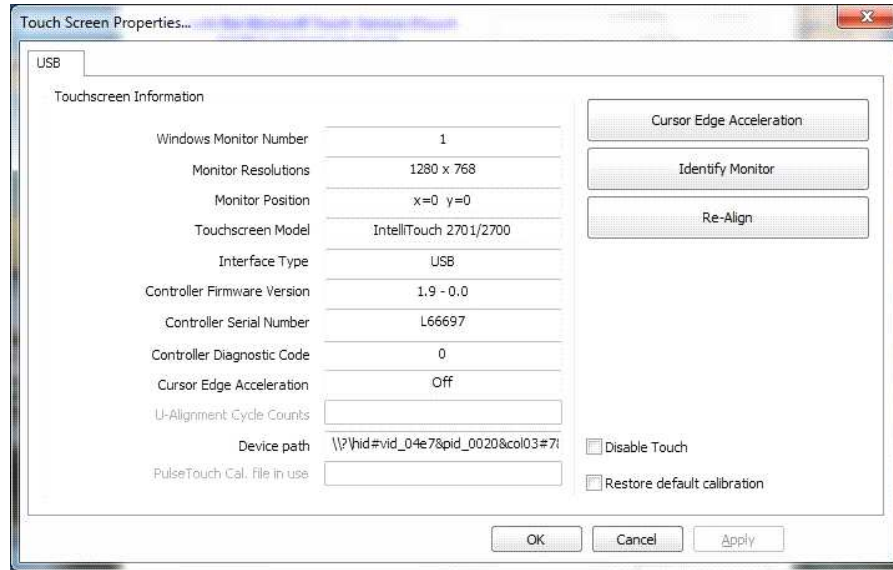 Touch Screen Properties...
USB
Touchscreen Information
Windows Monitor Number 1
Monitor Resolutions 1280 x 768
Monitor Position x=0 y=0
Touchscreen Model IntelliTouch 2701/2700
Interface Type USB
Controller Firmware Version 1.9 - 0.0
Controller Serial Number L66697
Controller Diagnostic Code 0
Cursor Edge Acceleration Off
U-Alignment Cycle Counts
Device path \\?\hid#vid_04e7&pid_0020&col03#7
PulseTouch Cal. file in use
Cursor Edge Acceleration
Identify Monitor
Re-Align
Disable Touch
Restore default calibration
OK Cancel Apply